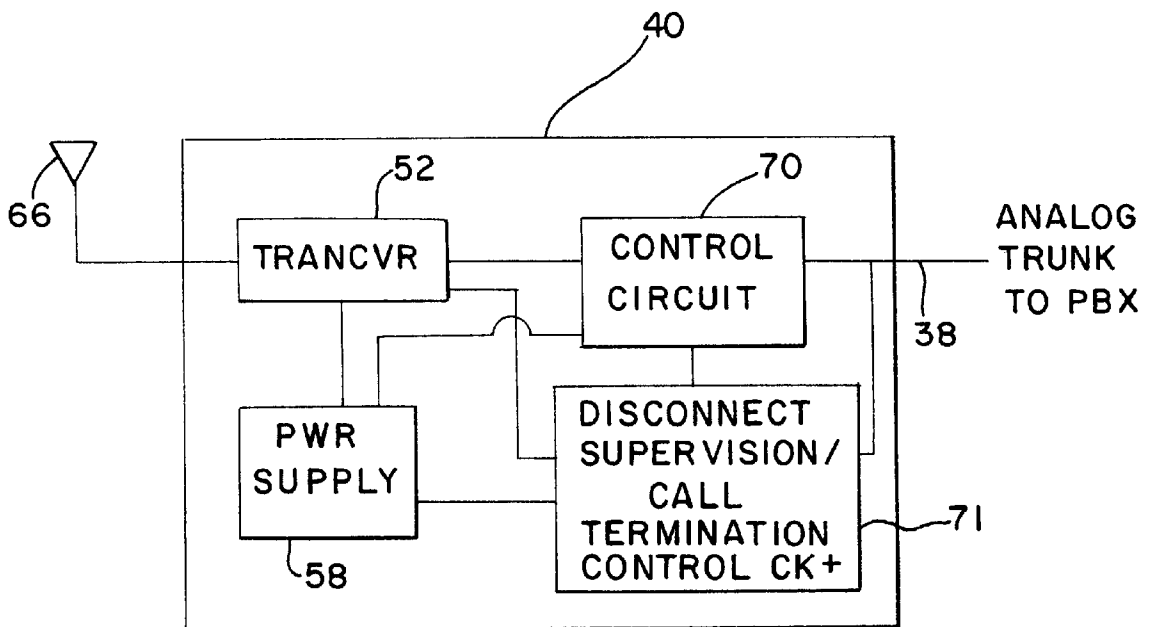 40
66
52
TRANCVR
70
CONTROL
CIRCUIT
ANALOG
TRUNK
TO PBX
38
PWR
SUPPLY
58
DISCONNECT
SUPERVISION/
CALL
TERMINATION
CONTROL CK+
71